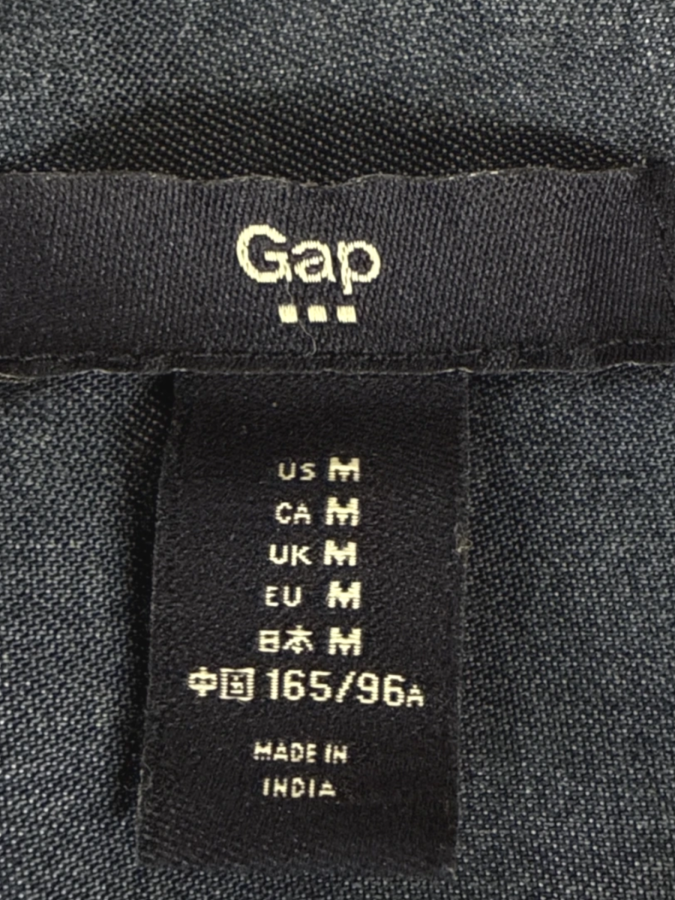 Gap
US M
CA M
UK M
EU M
日本 M
中国 165/96A
MADE IN
INDIA